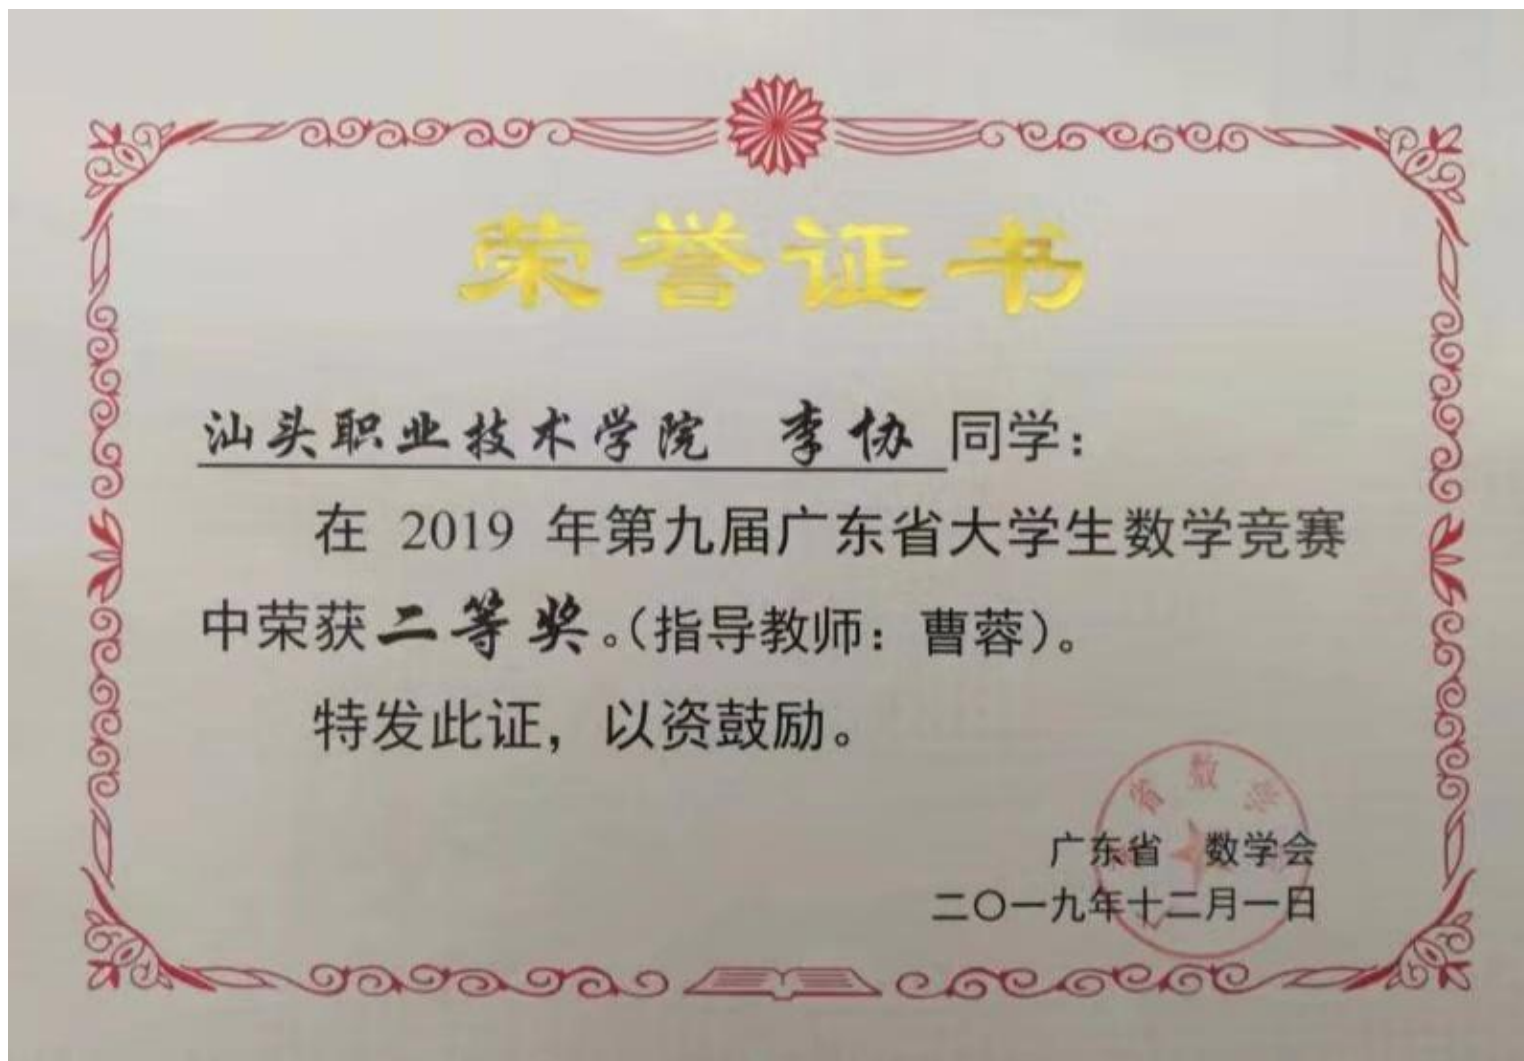 荣誉证书
汕头职业技术学院 李协 同学：
在 2019 年第九届广东省大学生数学竞赛
中荣获二等奖。（指导教师：曹蓉）。
特发此证，以资鼓励。
省数学
广东省 数学会
二〇一九年十二月一日